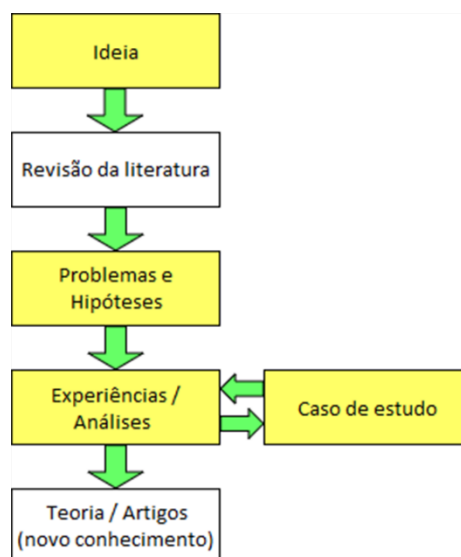 Ideia
Revisão da literatura
Problemas e
Hipóteses
Experiências /
Análises
Caso de estudo
Teoria / Artigos
(novo conhecimento)